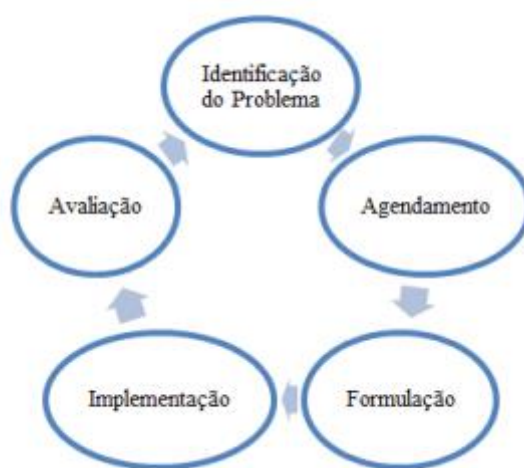 Identificação
do Problema
Avaliação
Agendamento
Implementação
Formulação